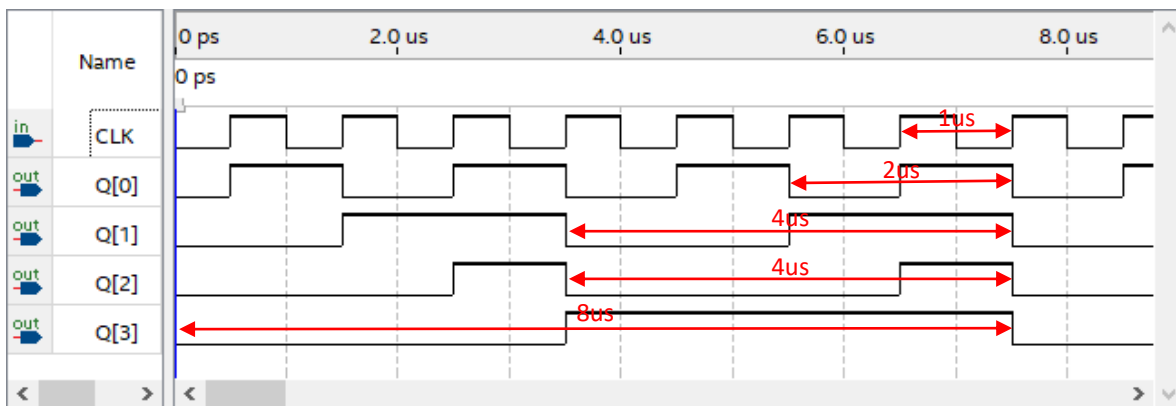 Name
0 ps 2.0 us 4.0 us 6.0 us 8.0 us
0 ps
in CLK 1us
out Q[0] 2us
out Q[1] 4us
out Q[2] 4us
out Q[3] 8us